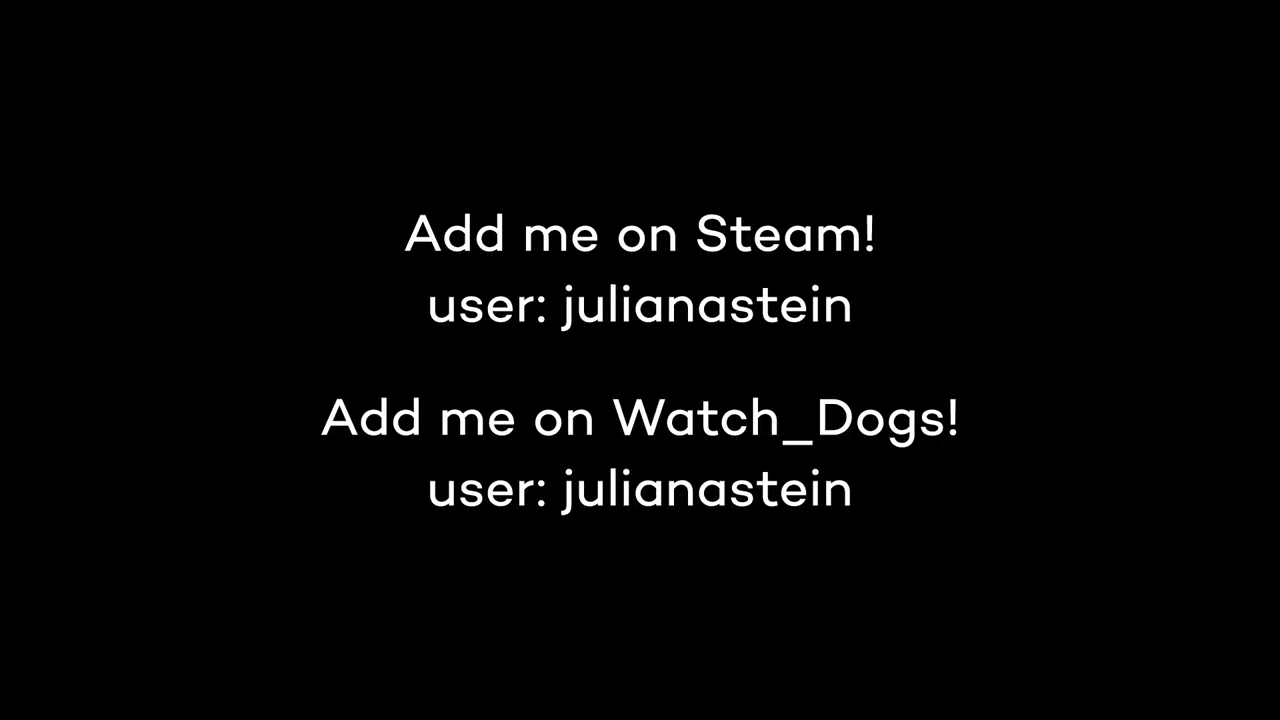 Add me on Steam!
user: julianastein
Add me on Watch_Dogs!
user: julianastein